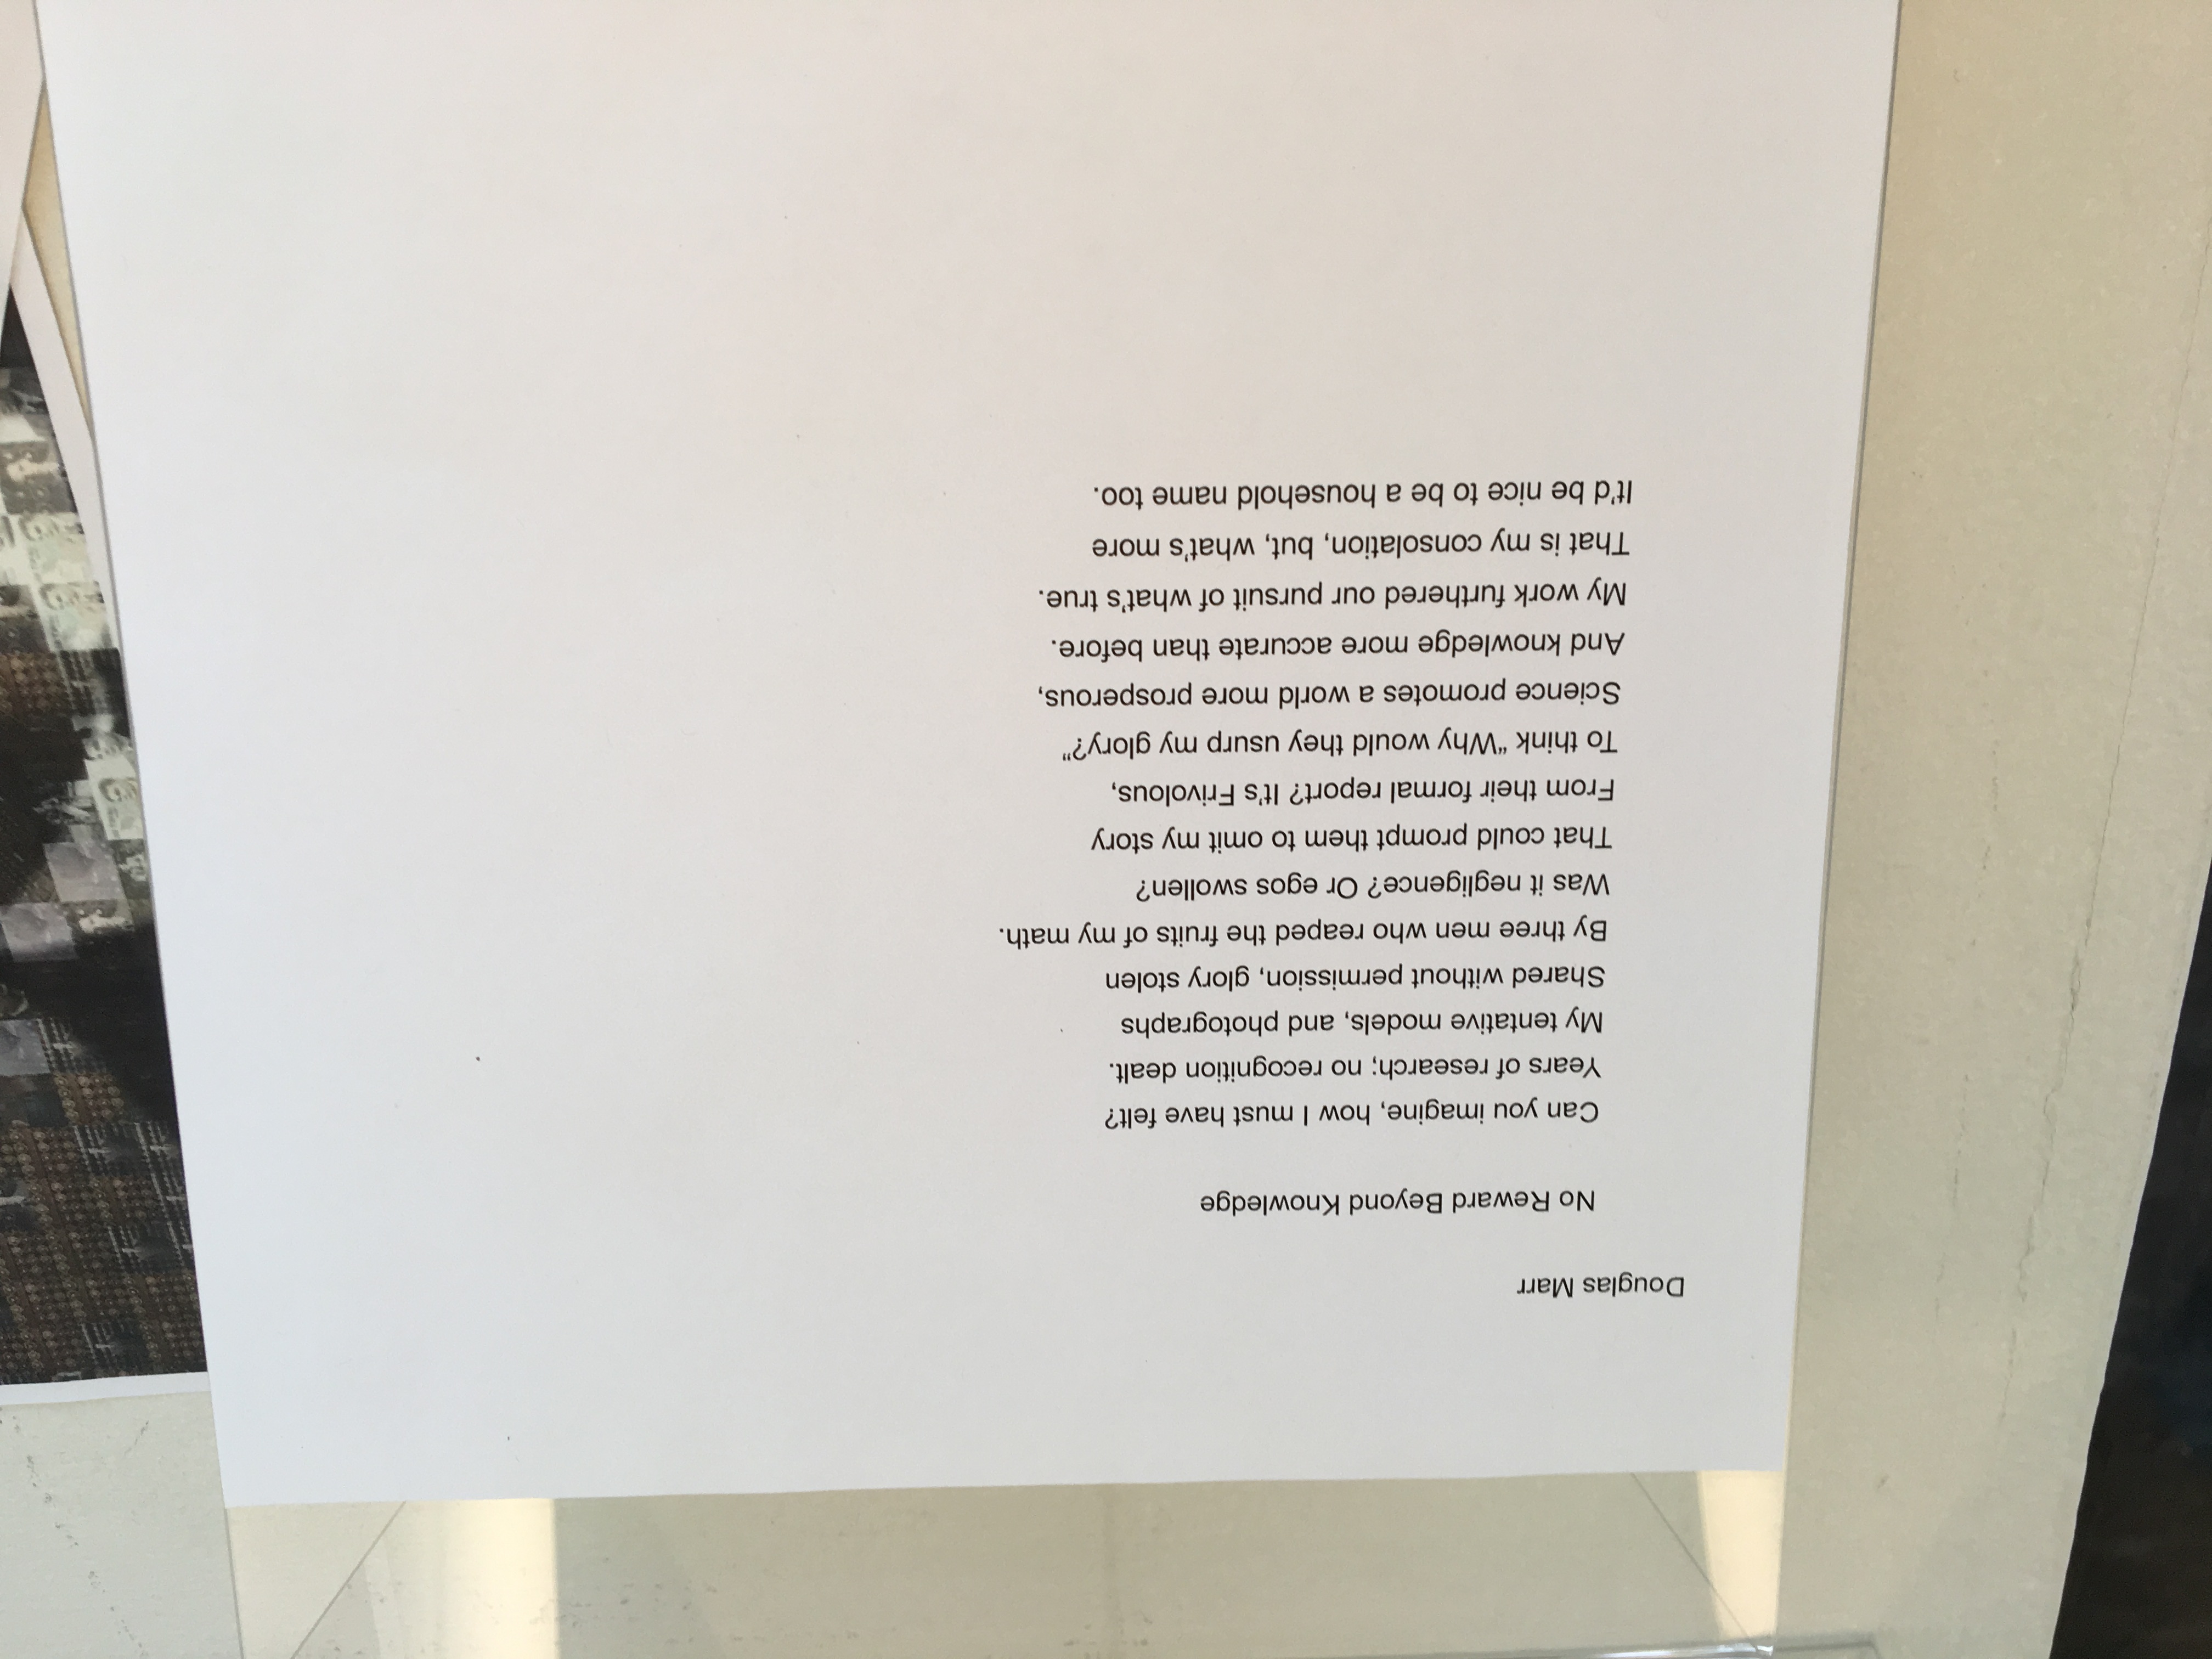 Douglas Marr
No Reward Beyond Knowledge
Can you imagine, how I must have felt?
Years of research; no recognition dealt.
My tentative models, and photographs
Shared without permission, glory stolen
By three men who reaped the fruits of my math.
Was it negligence? Or egos swollen?
That could prompt them to omit my story
From their formal report? It’s Frivolous,
To think “Why would they usurp my glory?”
Science promotes a world more prosperous,
And knowledge more accurate than before.
My work furthered our pursuit of what’s true.
That is my consolation, but, what’s more
It’d be nice to be a household name too.